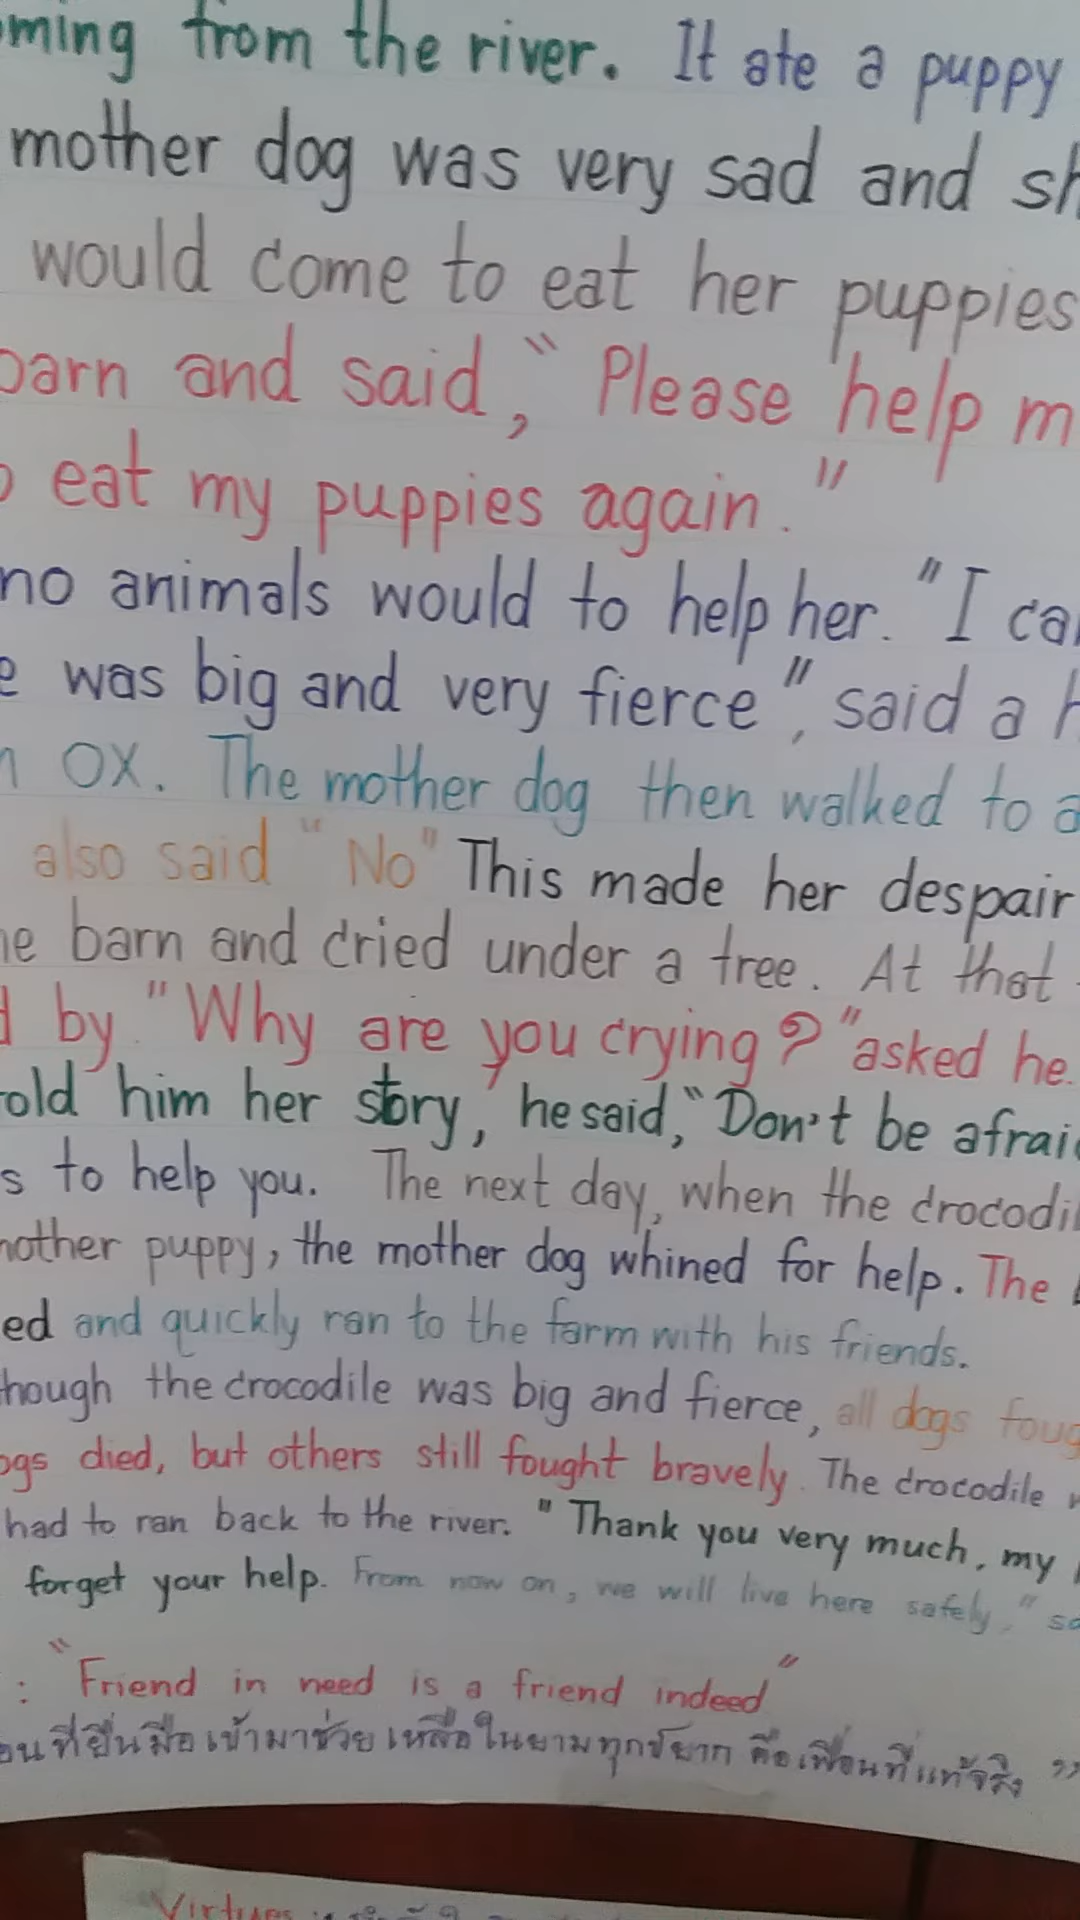 oming from the river. It ate a puppy
mother dog was very sad and sh
would come to eat her puppies
barn and said, "Please help m
o eat my puppies again."
no animals would to help her. "I ca
e was big and very fierce", said a h
n ox. The mother dog then walked to a
also said "No" This made her despair
he barn and cried under a tree. At that
d by. "Why are you crying?" asked he.
told him her story, he said, "Don't be afrai
s to help you. The next day, when the crocodil
nother puppy, the mother dog whined for help. The
ed and quickly ran to the farm with his friends.
hough the crocodile was big and fierce, all dogs foug
ogs died, but others still fought bravely. The crocodile
had to ran back to the river. "Thank you very much, my
forget your help. From now on, we will live here safely," sa
: "Friend in need is a friend indeed"
อนที่ยื่นมือเข้ามาช่วยเหลือในยามทุกข์ยาก คือเพื่อนที่แท้จริง "
Virtues